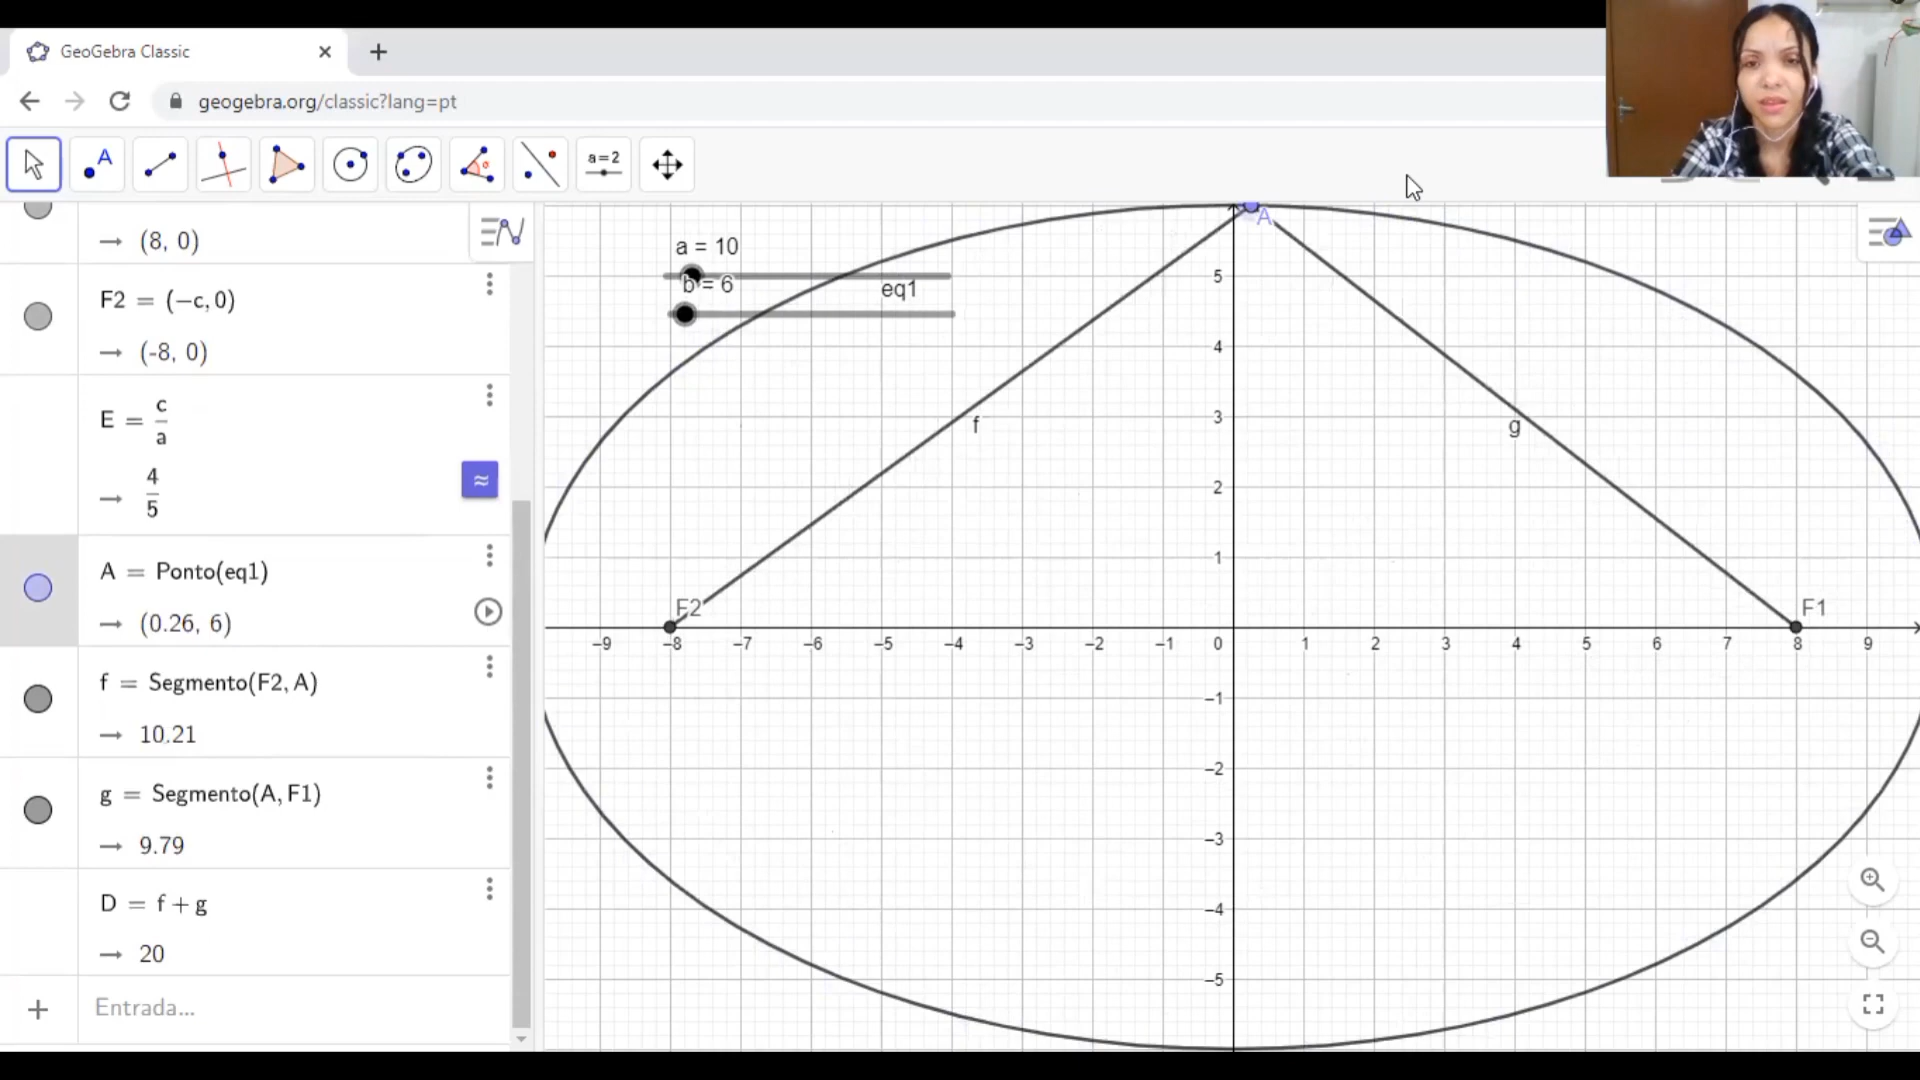 GeoGebra Classic
geogebra.org/classic?lang=pt
A
a=2
→ (8, 0)
F2 = (−c, 0)
→ (-8, 0)
E = c/a
→ 4/5
≈
A = Ponto(eq1)
→ (0.26, 6)
f = Segmento(F2, A)
→ 10.21
g = Segmento(A, F1)
→ 9.79
D = f + g
→ 20
+ Entrada...
a = 10
b = 6
eq1
A
f
g
F2
F1
5
4
3
2
1
−9 −8 −7 −6 −5 −4 −3 −2 −1 0 1 2 3 4 5 6 7 8 9
−1
−2
−3
−4
−5